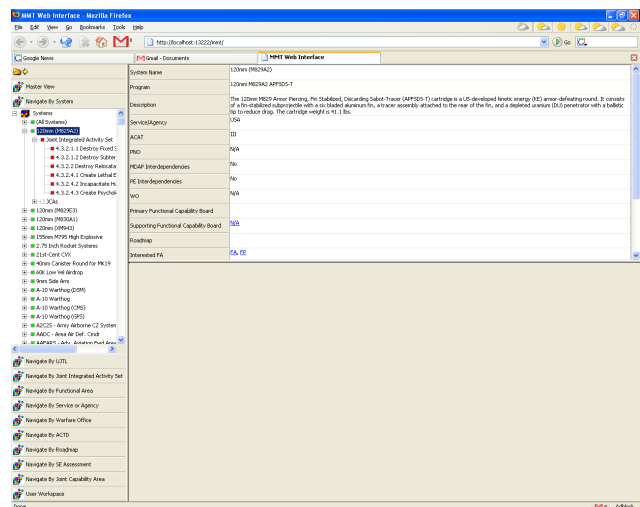 MMT Web Interface - Mozilla Firefox
File Edit View Go Bookmarks Tools Help
http://localhost:13222/mmt/
Go
Google News
Gmail - Documents
MMT Web Interface
Master View
Navigate By System
Systems
(All Systems)
120mm (M829A2)
Joint Integrated Activity Set
4.3.2.1.1 Destroy Fixed S
4.3.2.1.2 Destroy Subter
4.3.2.2 Destroy Relocata
4.3.2.4.1 Create Lethal E
4.3.2.4.2 Incapacitate Hu
4.3.2.4.3 Create Psychol
JCAs
120mm (M829E3)
120mm (M830A1)
120mm (XM943)
155mm M795 High Explosive
2.75 Inch Rocket Systems
21st-Cent CVX
40mm Canister Round for MK19
60K Low Vel Airdrop
9mm Side Arm
A-10 Warthog (DSM)
A-10 Warthog
A-10 Warthog (CMS)
A-10 Warthog (GPS)
A2C2S - Army Airborne C2 System
AADC - Area Air Def. Cmdr
AAFARS - Adv. Aviation Fwd Area
Navigate By UJTL
Navigate By Joint Integrated Activity Set
Navigate By Functional Area
Navigate By Service or Agency
Navigate By Warfare Office
Navigate By ACTD
Navigate By Roadmap
Navigate By SE Assessment
Navigate By Joint Capability Area
User Workspace
System Name 120mm (M829A2)
Program 120mm M829A2 APFSDS-T
Description
The 120mm M829 Armor Piercing, Fin Stabilized, Discarding Sabot-Tracer (APFSDS-T) cartridge is a US-developed kinetic energy (KE) armor-defeating round. It consists
of a fin-stabilized subprojectile with a six bladed aluminum fin, a tracer assembly attached to the rear of the fin, and a depleted uranium (DU) penetrator with a ballistic
tip to reduce drag. The cartridge weight is 41.1 lbs.
Service/Agency USA
ACAT III
PNO N/A
MDAP Interdependencies No
PE Interdependencies No
WO N/A
Primary Functional Capability Board
Supporting Functional Capability Board N/A
Roadmap
Interested FA FA, FP
Done
Adblock